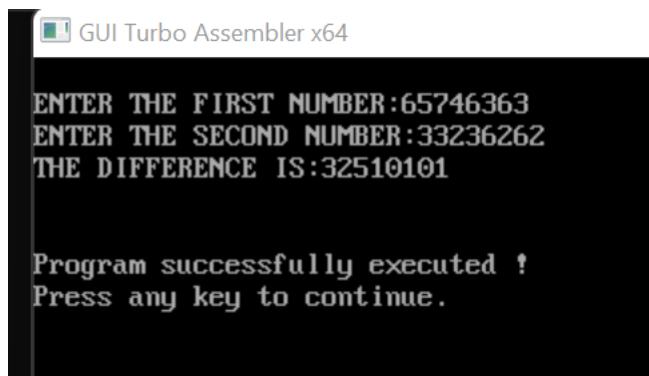 GUI Turbo Assembler x64
ENTER THE FIRST NUMBER:65746363
ENTER THE SECOND NUMBER:33236262
THE DIFFERENCE IS:32510101
Program successfully executed !
Press any key to continue.